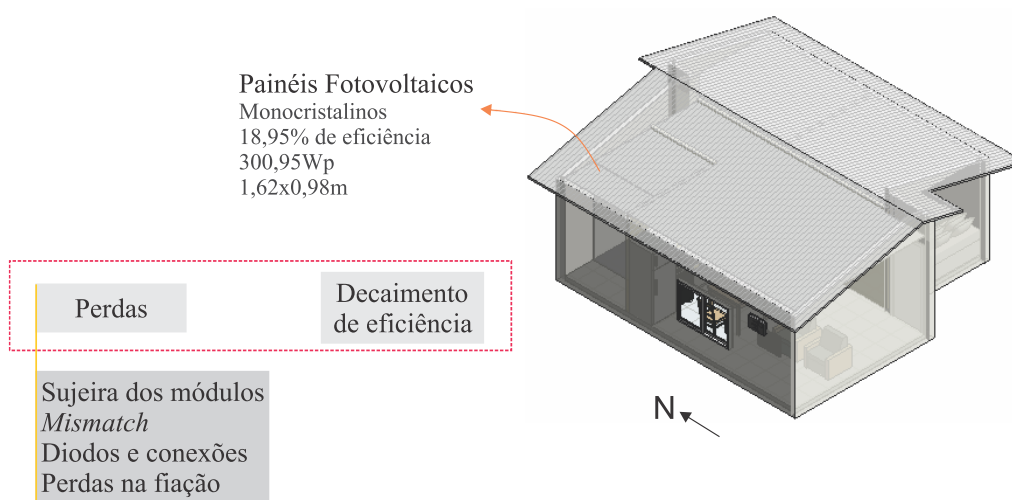 Painéis Fotovoltaicos
Monocristalinos
18,95% de eficiência
300,95Wp
1,62x0,98m
Perdas
Decaimento
de eficiência
Sujeira dos módulos
Mismatch
Diodos e conexões
Perdas na fiação
N